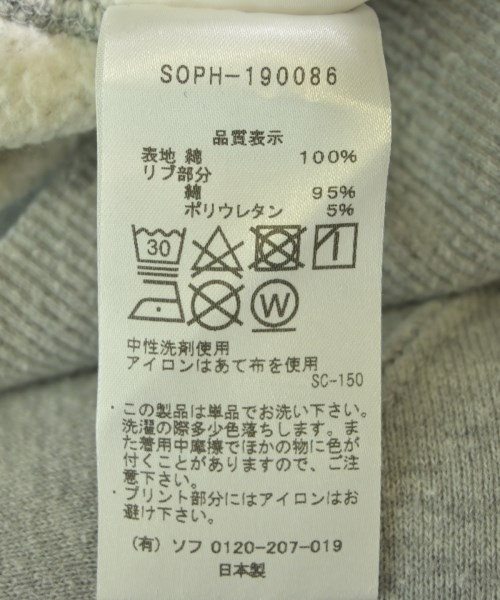 SOPH-190086
品質表示
表地 綿 100%
リブ部分
綿 95%
ポリウレタン 5%
30
W
中性洗剤使用
アイロンはあて布を使用
SC-150
・この製品は単品でお洗い下さい。
洗濯の際多少色落ちします。ま
た着用中摩擦でほかの物に色が
付くことがありますので、ご注
意下さい。
・プリント部分にはアイロンはお
避け下さい。
(有) ソフ 0120-207-019
日本製